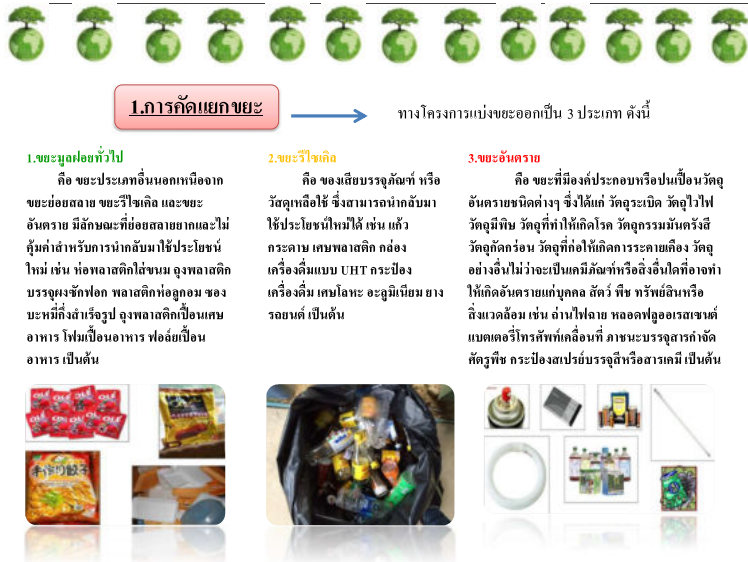 1.การคัดแยกขยะ
ทางโครงการแบ่งขยะออกเป็น 3 ประเภท ดังนี้
1.ขยะมูลฝอยทั่วไป
คือ ขยะประเภทอื่นนอกเหนือจาก
ขยะย่อยสลาย ขยะรีไซเคิล และขยะ
อันตราย มีลักษณะที่ย่อยสลายยากและไม่
คุ้มค่าสำหรับการนำกลับมาใช้ประโยชน์
ใหม่ เช่น ห่อพลาสติกใส่ขนม ถุงพลาสติก
บรรจุผงซักฟอก พลาสติกห่อลูกอม ซอง
บะหมี่กึ่งสำเร็จรูป ถุงพลาสติกเปื้อนเศษ
อาหาร โฟมเปื้อนอาหาร ฟอล์ยเปื้อน
อาหาร เป็นต้น
2.ขยะรีไซเคิล
คือ ของเสียบรรจุภัณฑ์ หรือ
วัสดุเหลือใช้ ซึ่งสามารถนำกลับมา
ใช้ประโยชน์ใหม่ได้ เช่น แก้ว
กระดาษ เศษพลาสติก กล่อง
เครื่องดื่มแบบ UHT กระป๋อง
เครื่องดื่ม เศษโลหะ อะลูมิเนียม ยาง
รถยนต์ เป็นต้น
3.ขยะอันตราย
คือ ขยะที่มีองค์ประกอบหรือปนเปื้อนวัตถุ
อันตรายชนิดต่างๆ ซึ่งได้แก่ วัตถุระเบิด วัตถุไวไฟ
วัตถุมีพิษ วัตถุที่ทำให้เกิดโรค วัตถุกรรมมันตรังสี
วัตถุกัดกร่อน วัตถุที่ก่อให้เกิดการระคายเคือง วัตถุ
อย่างอื่นไม่ว่าจะเป็นเคมีภัณฑ์หรือสิ่งอื่นใดที่อาจทำ
ให้เกิดอันตรายแก่บุคคล สัตว์ พืช ทรัพย์สินหรือ
สิ่งแวดล้อม เช่น ถ่านไฟฉาย หลอดฟลูออเรสเซนต์
แบตเตอรี่โทรศัพท์เคลื่อนที่ ภาชนะบรรจุสารกำจัด
ศัตรูพืช กระป๋องสเปรย์บรรจุสีหรือสารเคมี เป็นต้น